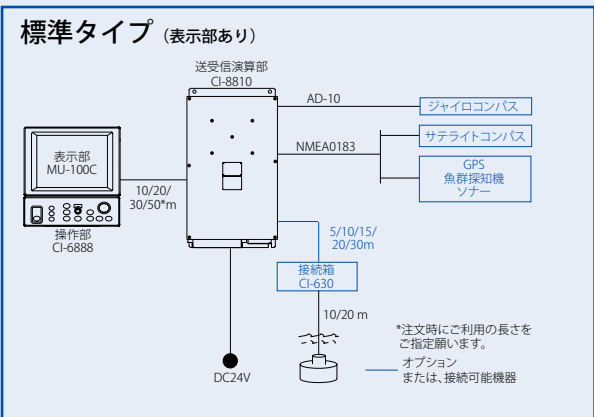 標準タイプ(表示部あり)
送受信演算部
CI-8810
AD-10
ジャイロコンパス
サテライトコンパス
NMEA0183
GPS
魚群探知機
ソナー
表示部
MU-100C
10/20/
30/50*m
操作部
CI-6888
5/10/15/
20/30m
接続箱
CI-630
10/20 m
*注文時にご利用の長さを
ご指定願います。
オプション
または、接続可能機器
DC24V